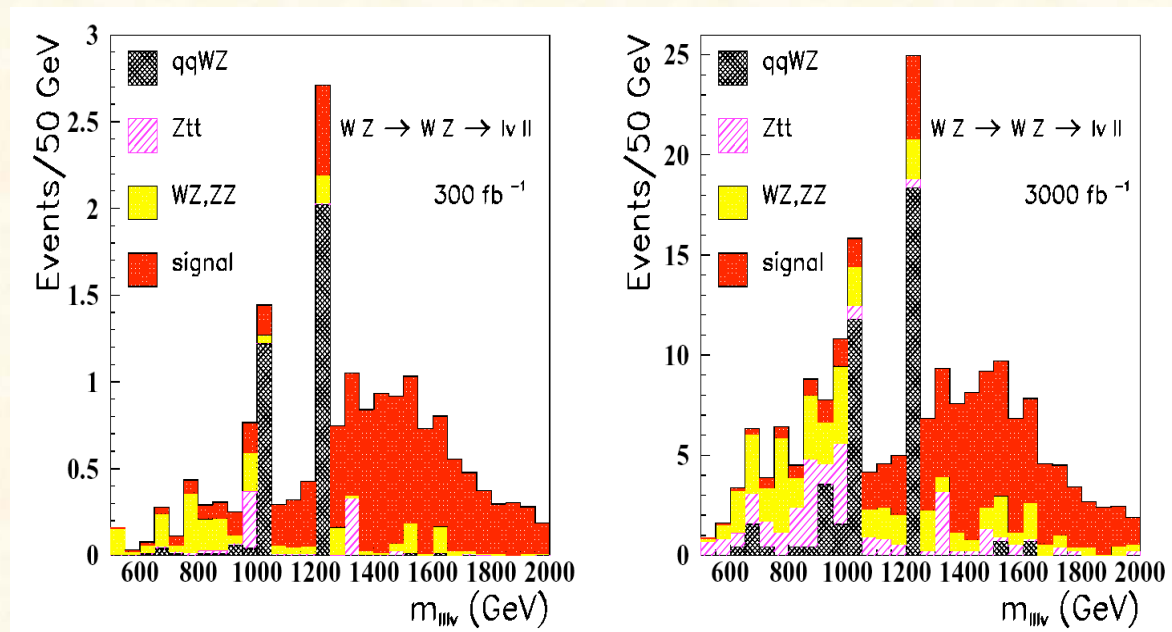 Events/50 GeV
3
2.5
2
1.5
1
0.5
0
qqWZ
Ztt
WZ,ZZ
signal
W Z → W Z → lν ll
300 fb⁻¹
600 800 1000 1200 1400 1600 1800 2000
m_lllν (GeV)
Events/50 GeV
25
20
15
10
5
0
qqWZ
Ztt
WZ,ZZ
signal
W Z → W Z → lν ll
3000 fb⁻¹
600 800 1000 1200 1400 1600 1800 2000
m_lllν (GeV)